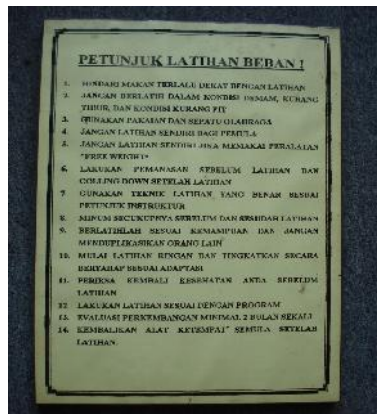 PETUNJUK LATIHAN BEBAN !
1. HINDARI MAKAN TERLALU DEKAT DENGAN LATIHAN
2. JANGAN BERLATIH DALAM KONDISI DEMAM, KURANG
TIDUR, DAN KONDISI KURANG FIT
3. GUNAKAN PAKAIAN DAN SEPATU OLAHRAGA
4. JANGAN LATIHAN SENDIRI BAGI PEMULA
5. JANGAN LATIHAN SENDIRI JIKA MEMAKAI PERALATAN
"FREE WEIGHT"
6. LAKUKAN PEMANASAN SEBELUM LATIHAN DAN
COLLING DOWN SETELAH LATIHAN
7. GUNAKAN TEKNIK LATIHAN YANG BENAR SESUAI
PETUNJUK INSTRUKTUR
8. MINUM SECUKUPNYA SEBELUM DAN SESUDAH LATIHAN
9. BERLATIHLAH SESUAI KEMAMPUAN DAN JANGAN
MENDUPLIKASIKAN ORANG LAIN
10. MULAI LATIHAN RINGAN DAN TINGKATKAN SECARA
BERTAHAP SESUAI ADAPTASI
11. PERIKSA KEMBALI KESEHATAN ANDA SEBELUM
LATIHAN
12. LAKUKAN LATIHAN SESUAI DENGAN PROGRAM
13. EVALUASI PERKEMBANGAN MINIMAL 2 BULAN SEKALI
14. KEMBALIKAN ALAT KETEMPAT SEMULA SETELAH
LATIHAN.